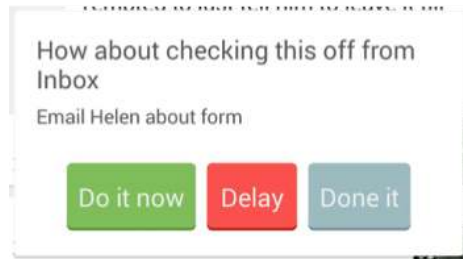 How about checking this off from
Inbox
Email Helen about form
Do it now Delay Done it